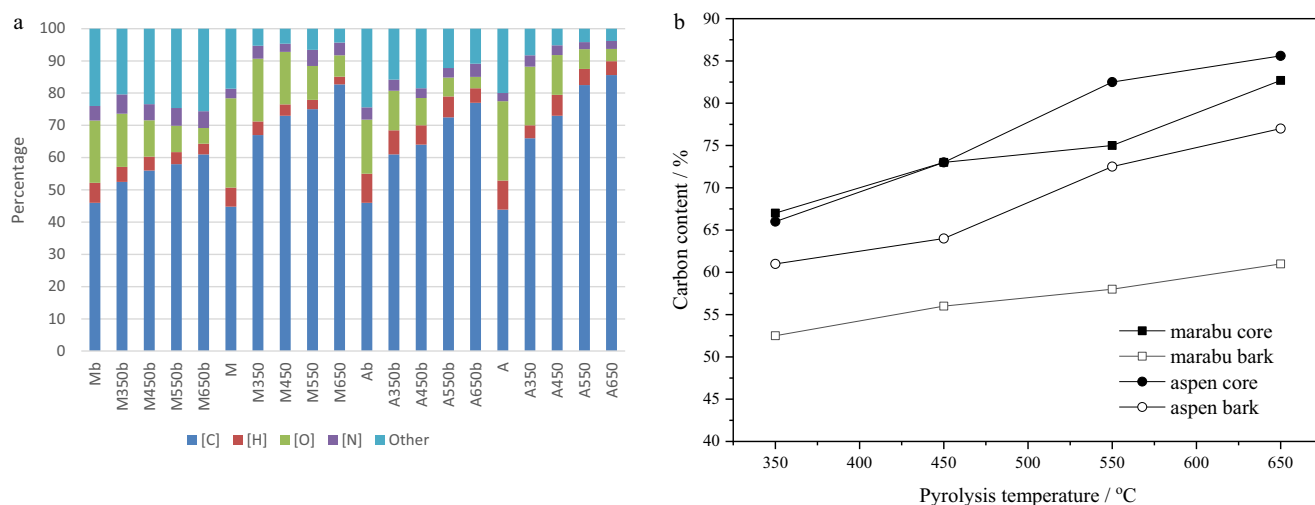 a
100
90
80
70
60
50
40
30
20
10
0
Percentage
Mb
M350b
M450b
M550b
M650b
M
M350
M450
M550
M650
Ab
A350b
A450b
A550b
A650b
A
A350
A450
A550
A650
[C] [H] [O] [N] Other
b
90
85
80
75
70
65
60
55
50
45
40
Carbon content / %
marabu core
marabu bark
aspen core
aspen bark
350 400 450 500 550 600 650
Pyrolysis temperature / °C